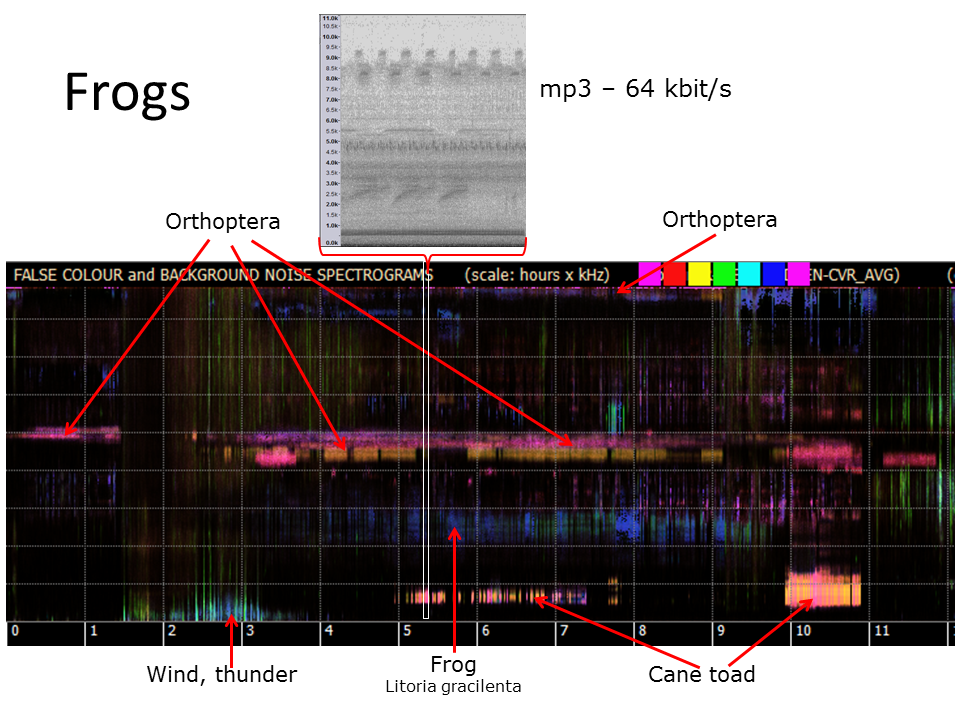 Frogs
11.0k
10.5k
10.0k
9.5k
9.0k
8.5k
8.0k
7.5k
7.0k
6.5k
6.0k
5.5k
5.0k
4.5k
4.0k
3.5k
3.0k
2.5k
2.0k
1.5k
1.0k
0.5k
0.0k
mp3 – 64 kbit/s
Orthoptera
Orthoptera
FALSE COLOUR and BACKGROUND NOISE SPECTROGRAMS (scale: hours x kHz) EN-CVR_AVG) (
0 1 2 3 4 5 6 7 8 9 10 11
Wind, thunder
Frog
Litoria gracilenta
Cane toad